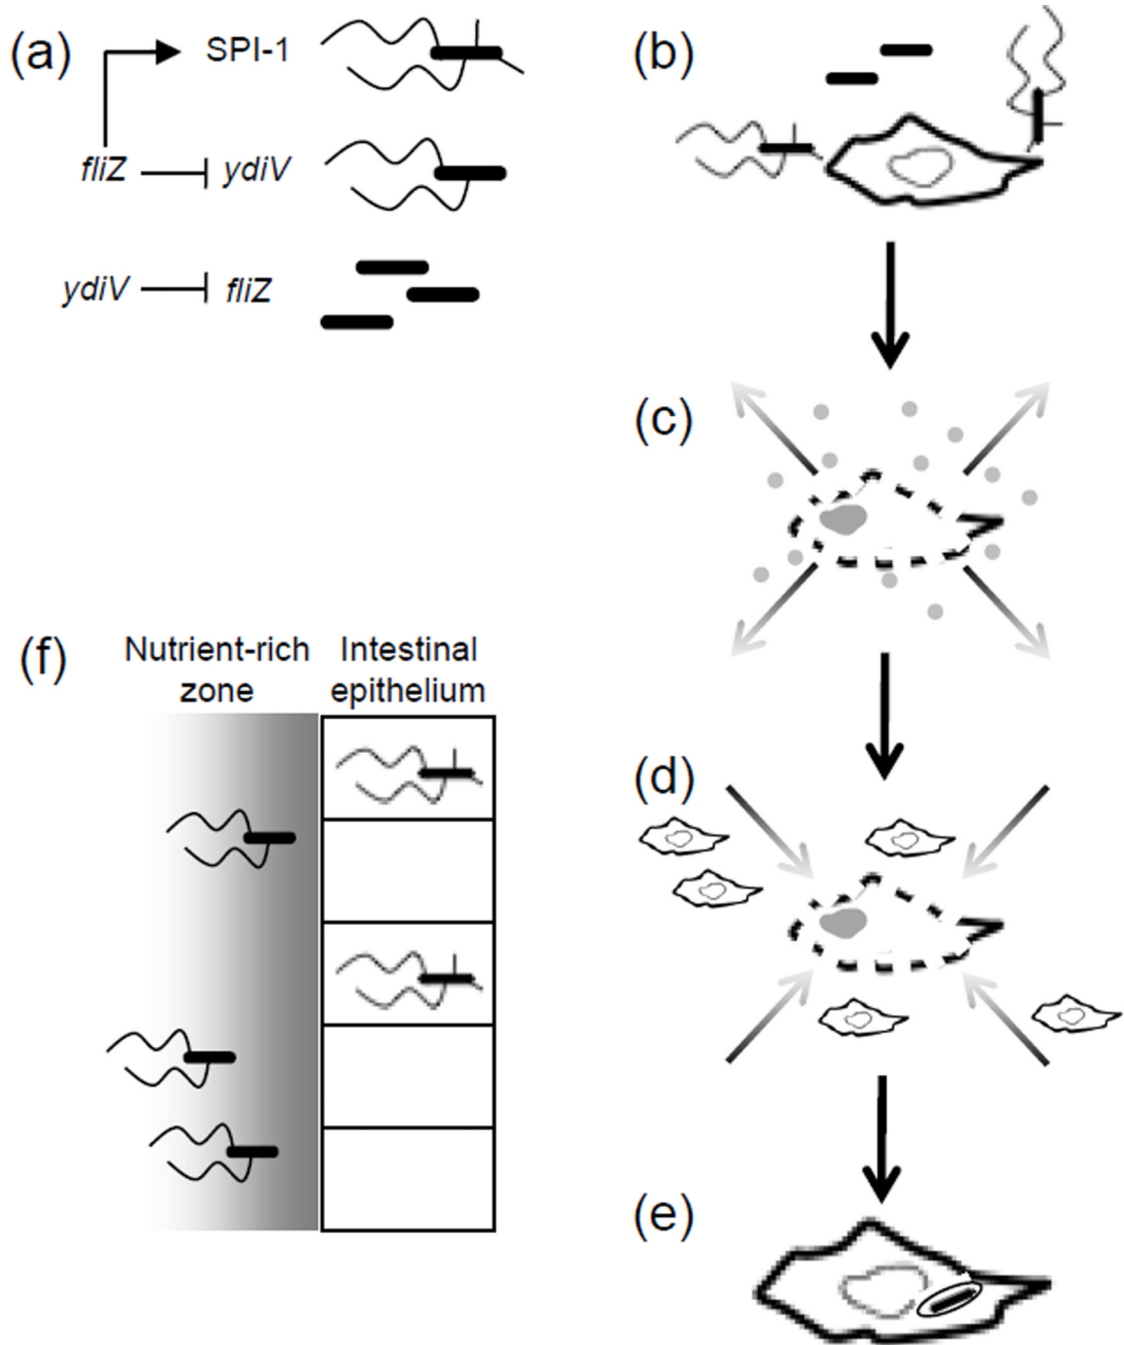 (a)
SPI-1
fliZ
ydiV
ydiV
fliZ
(b)
(c)
(d)
(e)
(f)
Nutrient-rich
zone
Intestinal
epithelium